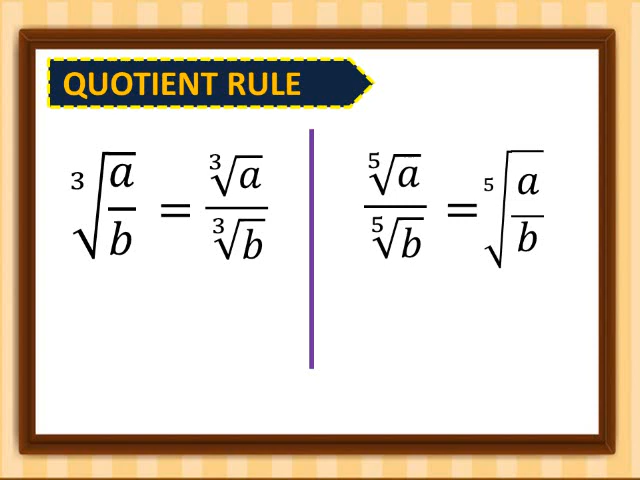 QUOTIENT RULE
∛(a/b) = ∛a/∛b
⁵√a/⁵√b = ⁵√(a/b)